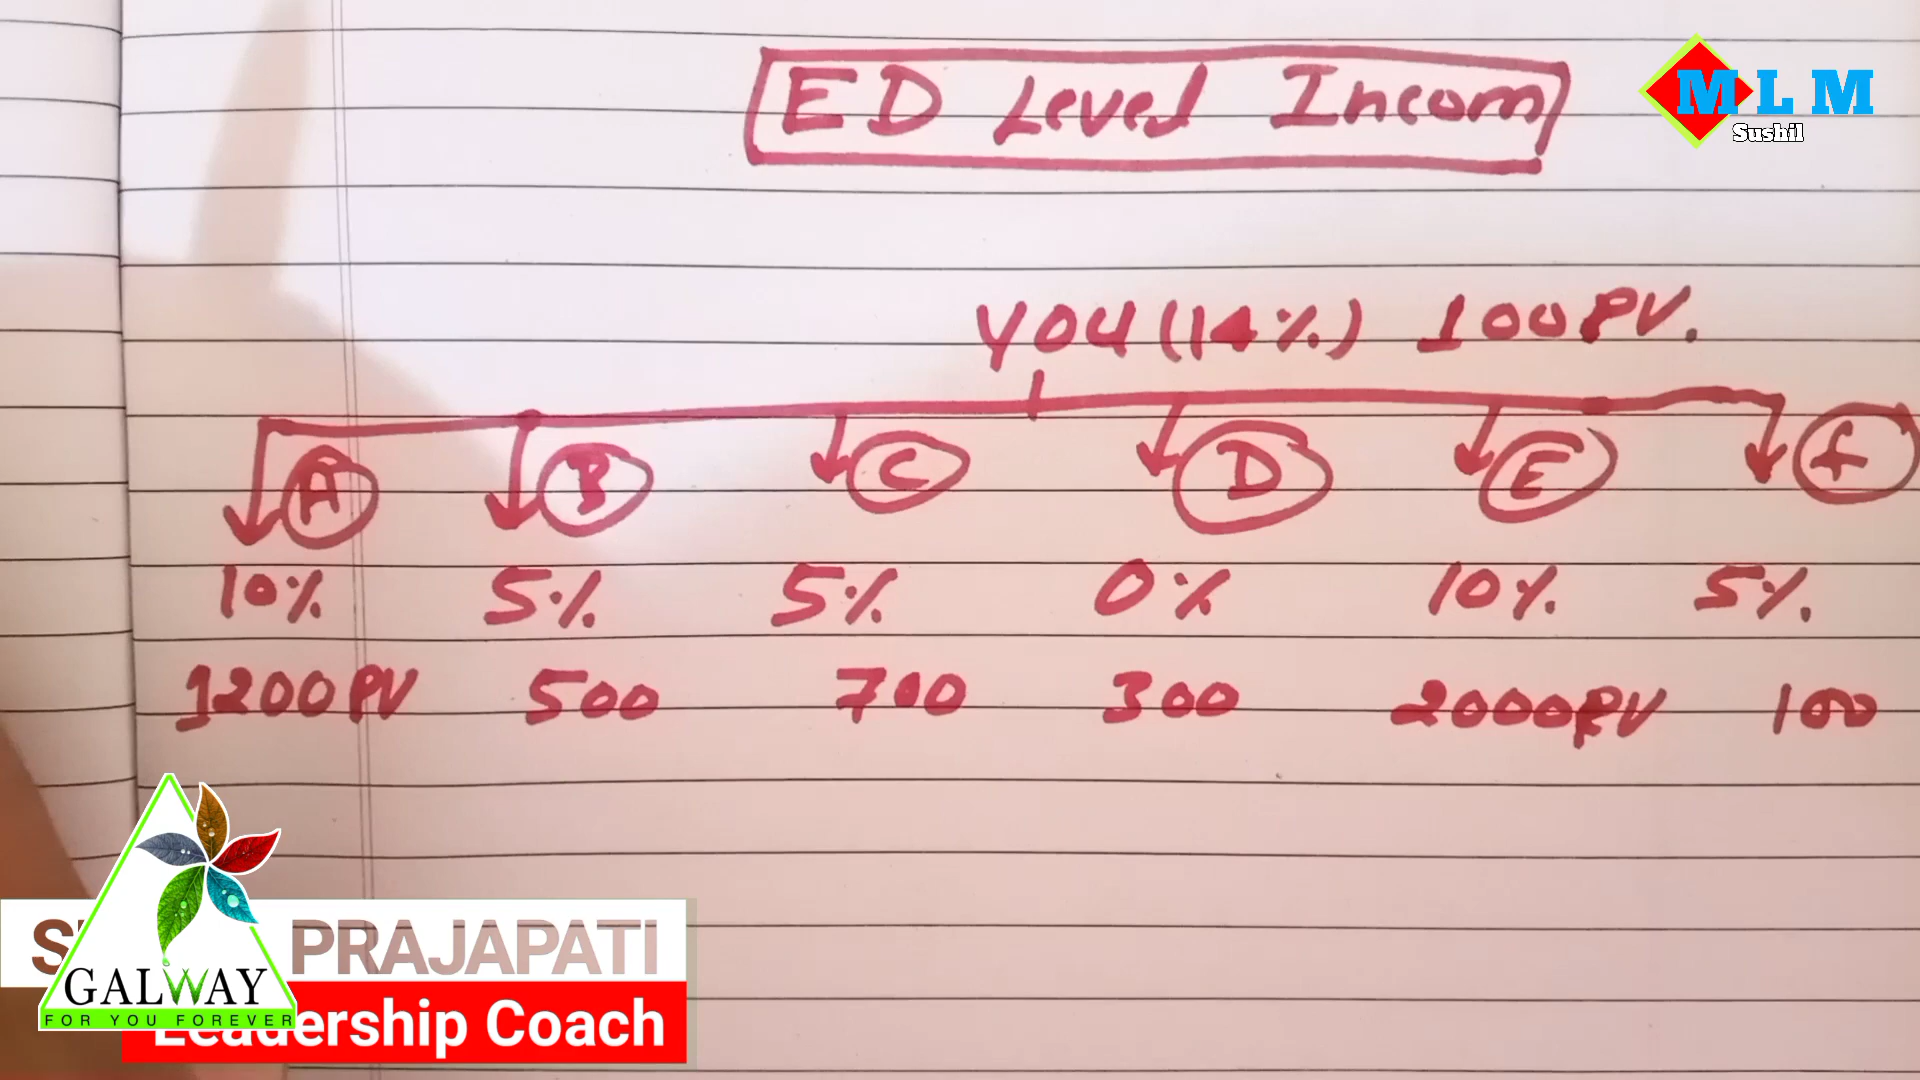 ED Level Incom
MLM
Sushil
YOU (14%) 100PV.
A B C D E f
10% 5% 5% 0% 10% 5%
1200PV 500 700 300 2000PV 100
PRAJAPATI
GALWAY
FOR YOU FOREVER
Leadership Coach